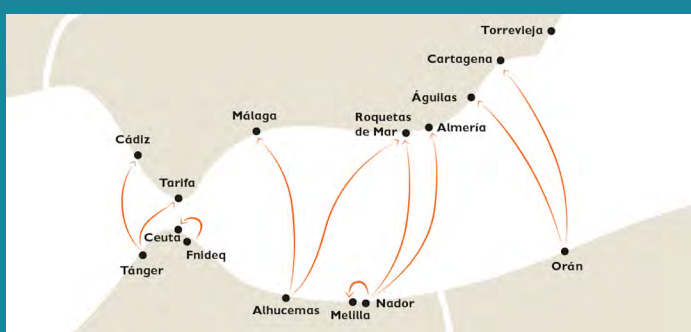 Torrevieja
Cartagena
Águilas
Málaga
Roquetas
de Mar
Almería
Cádiz
Tarifa
Ceuta
Fnideq
Tánger
Orán
Alhucemas
Melilla
Nador